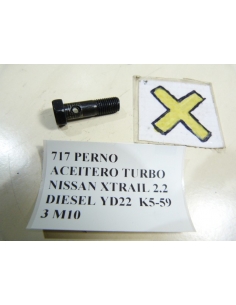 717 PERNO
ACEITERO TURBO
NISSAN XTRAIL 2.2
DIESEL YD22 K5-59
3 M10